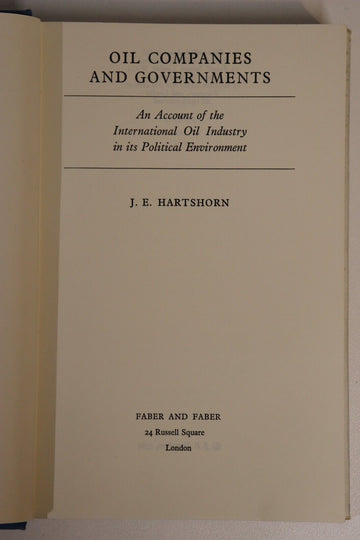 OIL COMPANIES
AND GOVERNMENTS
An Account of the
International Oil Industry
in its Political Environment
J. E. HARTSHORN
FABER AND FABER
24 Russell Square
London